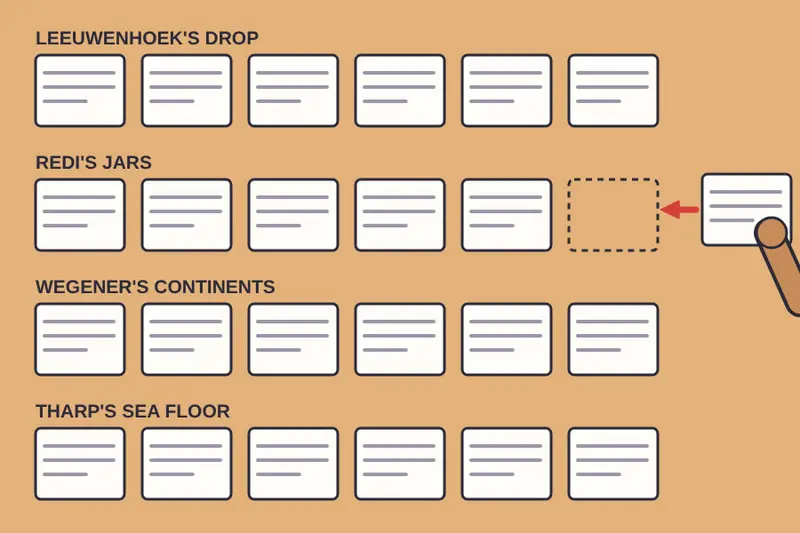 LEEUWENHOEK'S DROP
REDI'S JARS
WEGENER'S CONTINENTS
THARP'S SEA FLOOR